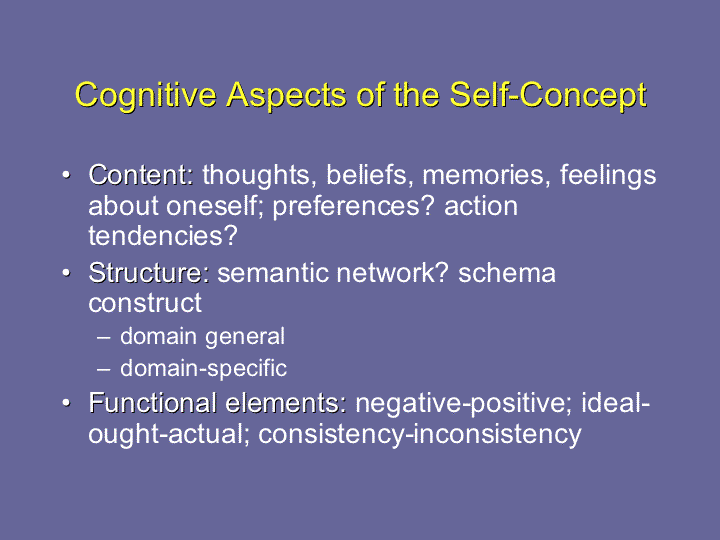 Cognitive Aspects of the Self-Concept
• Content: thoughts, beliefs, memories, feelings
about oneself; preferences? action
tendencies?
• Structure: semantic network? schema
construct
– domain general
– domain-specific
• Functional elements: negative-positive; ideal-
ought-actual; consistency-inconsistency